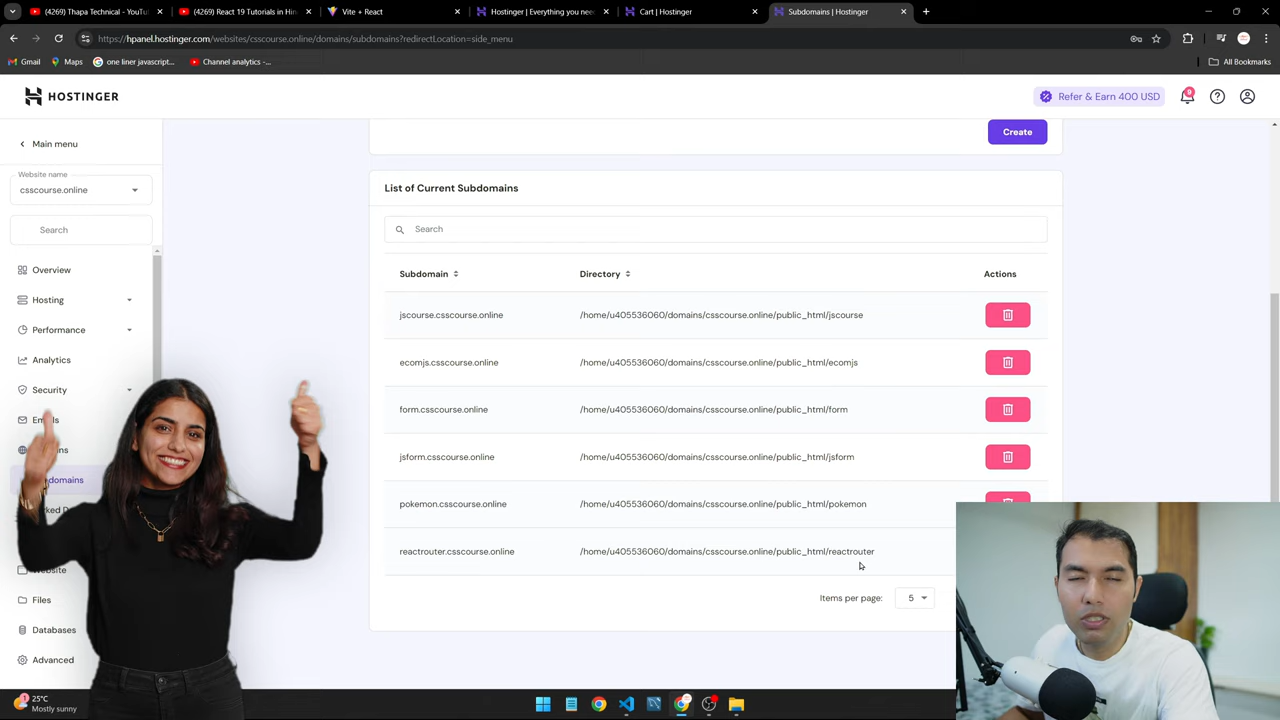 (4269) Thapa Technical - YouTu
(4269) React 19 Tutorials in Hin
Vite + React
Hostinger | Everything you nee
Cart | Hostinger
Subdomains | Hostinger
https://hpanel.hostinger.com/websites/csscourse.online/domains/subdomains?redirectLocation=side_menu
Gmail
Maps
one liner javascript...
Channel analytics -...
All Bookmarks
HOSTINGER
Refer & Earn 400 USD
9
Main menu
Website name
csscourse.online
Search
Overview
Hosting
Performance
Analytics
Security
Databases
Files
Advanced
Create
List of Current Subdomains
Search
Subdomain
Directory
Actions
jscourse.csscourse.online
/home/u405536060/domains/csscourse.online/public_html/jscourse
ecomjs.csscourse.online
/home/u405536060/domains/csscourse.online/public_html/ecomjs
form.csscourse.online
/home/u405536060/domains/csscourse.online/public_html/form
jsform.csscourse.online
/home/u405536060/domains/csscourse.online/public_html/jsform
pokemon.csscourse.online
/home/u405536060/domains/csscourse.online/public_html/pokemon
reactrouter.csscourse.online
/home/u405536060/domains/csscourse.online/public_html/reactrouter
Items per page:
5
25°C
Mostly sunny